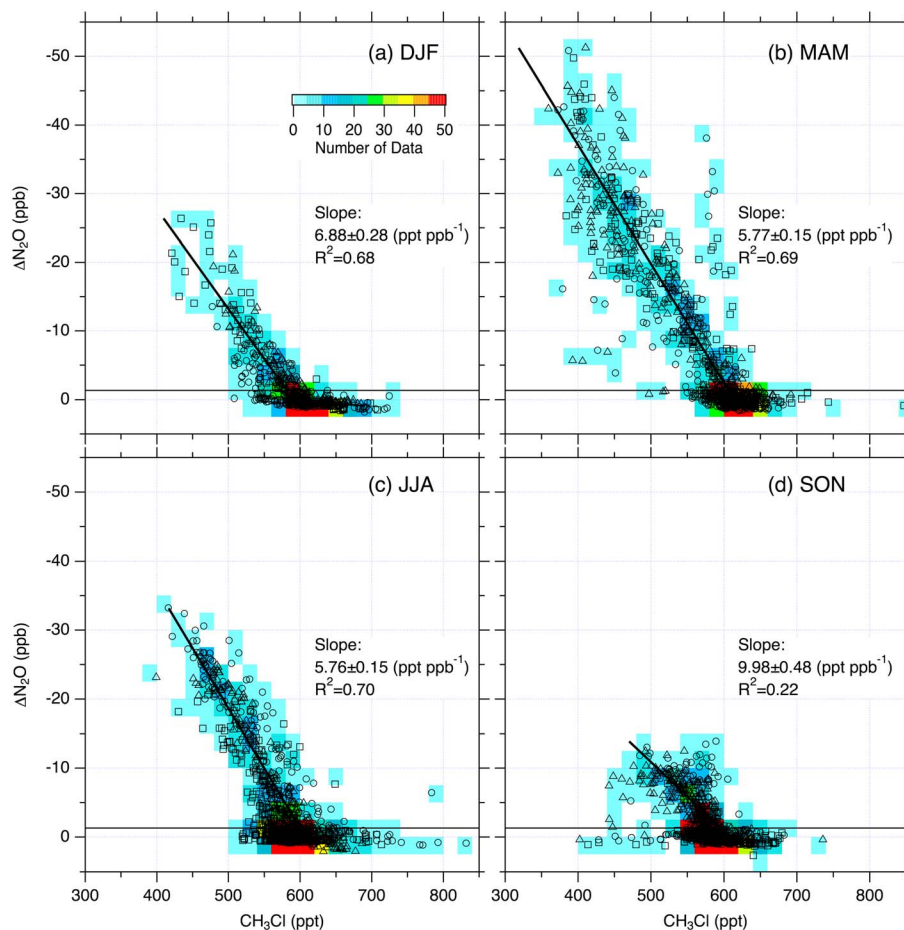 (a) DJF
(b) MAM
-50
-40
-30
-20
-10
0
ΔN₂O (ppb)
0 10 20 30 40 50
Number of Data
Slope:
6.88±0.28 (ppt ppb⁻¹)
R²=0.68
Slope:
5.77±0.15 (ppt ppb⁻¹)
R²=0.69
(c) JJA
(d) SON
-50
-40
-30
-20
-10
0
ΔN₂O (ppb)
Slope:
5.76±0.15 (ppt ppb⁻¹)
R²=0.70
Slope:
9.98±0.48 (ppt ppb⁻¹)
R²=0.22
300 400 500 600 700 800
400 500 600 700 800
CH₃Cl (ppt)
CH₃Cl (ppt)